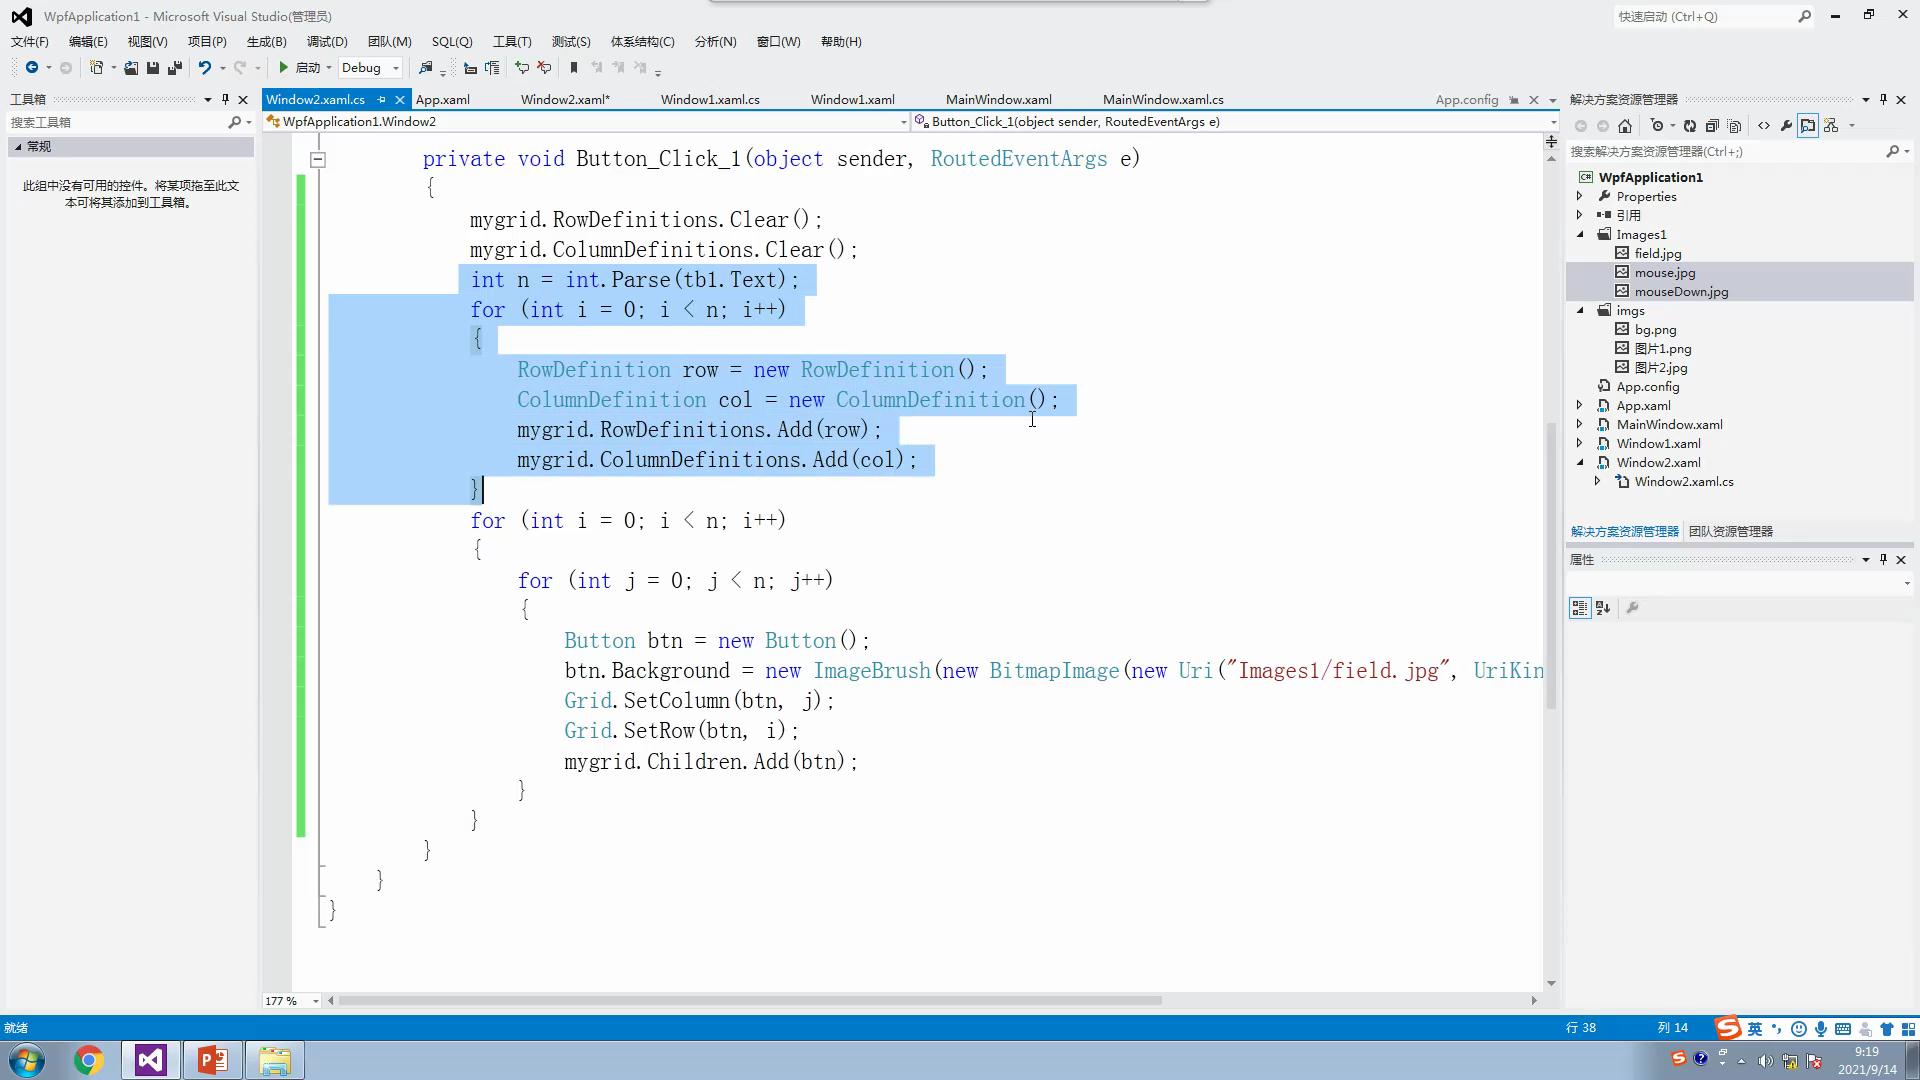 WpfApplication1 - Microsoft Visual Studio(管理员)
快速启动 (Ctrl+Q)
文件(F) 编辑(E) 视图(V) 项目(P) 生成(B) 调试(D) 团队(M) SQL(Q) 工具(T) 测试(S) 体系结构(C) 分析(N) 窗口(W) 帮助(H)
启动 Debug
工具箱
搜索工具箱
常规
此组中没有可用的控件。将某项拖至此文
本可将其添加到工具箱。
Window2.xaml.cs App.xaml Window2.xaml* Window1.xaml.cs Window1.xaml MainWindow.xaml MainWindow.xaml.cs App.config
WpfApplication1.Window2 Button_Click_1(object sender, RoutedEventArgs e)
private void Button_Click_1(object sender, RoutedEventArgs e)
{
mygrid.RowDefinitions.Clear();
mygrid.ColumnDefinitions.Clear();
int n = int.Parse(tb1.Text);
for (int i = 0; i < n; i++)
{
RowDefinition row = new RowDefinition();
ColumnDefinition col = new ColumnDefinition();
mygrid.RowDefinitions.Add(row);
mygrid.ColumnDefinitions.Add(col);
}
for (int i = 0; i < n; i++)
{
for (int j = 0; j < n; j++)
{
Button btn = new Button();
btn.Background = new ImageBrush(new BitmapImage(new Uri("Images1/field.jpg", UriKin
Grid.SetColumn(btn, j);
Grid.SetRow(btn, i);
mygrid.Children.Add(btn);
}
}
}
}
}
177 %
解决方案资源管理器
搜索解决方案资源管理器(Ctrl+;)
WpfApplication1
Properties
引用
Images1
field.jpg
mouse.jpg
mouseDown.jpg
imgs
bg.png
图片1.png
图片2.jpg
App.config
App.xaml
MainWindow.xaml
Window1.xaml
Window2.xaml
Window2.xaml.cs
解决方案资源管理器 团队资源管理器
属性
就绪 行 38 列 14 英
9:19
2021/9/14